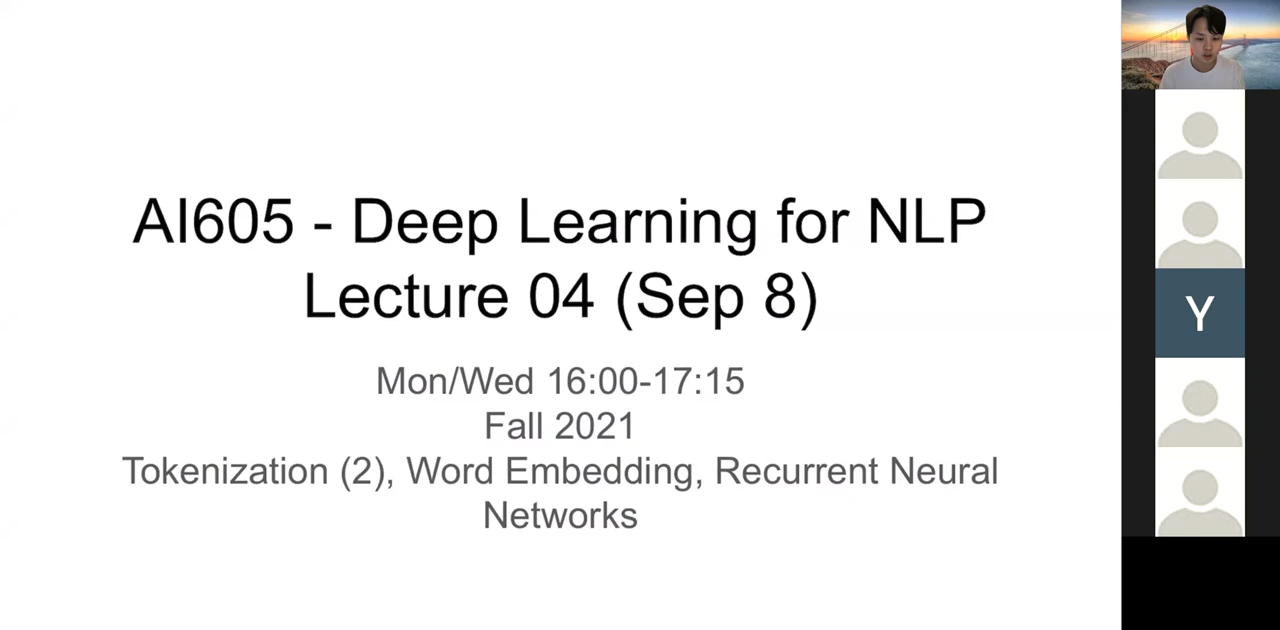 AI605 - Deep Learning for NLP
Lecture 04 (Sep 8)
Mon/Wed 16:00-17:15
Fall 2021
Tokenization (2), Word Embedding, Recurrent Neural
Networks
Y